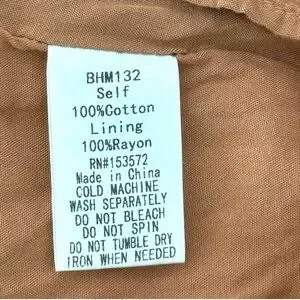 BHM132
Self
100%Cotton
Lining
100%Rayon
RN#153572
Made in China
COLD MACHINE
WASH SEPARATELY
DO NOT BLEACH
DO NOT SPIN
DO NOT TUMBLE DRY
IRON WHEN NEEDED